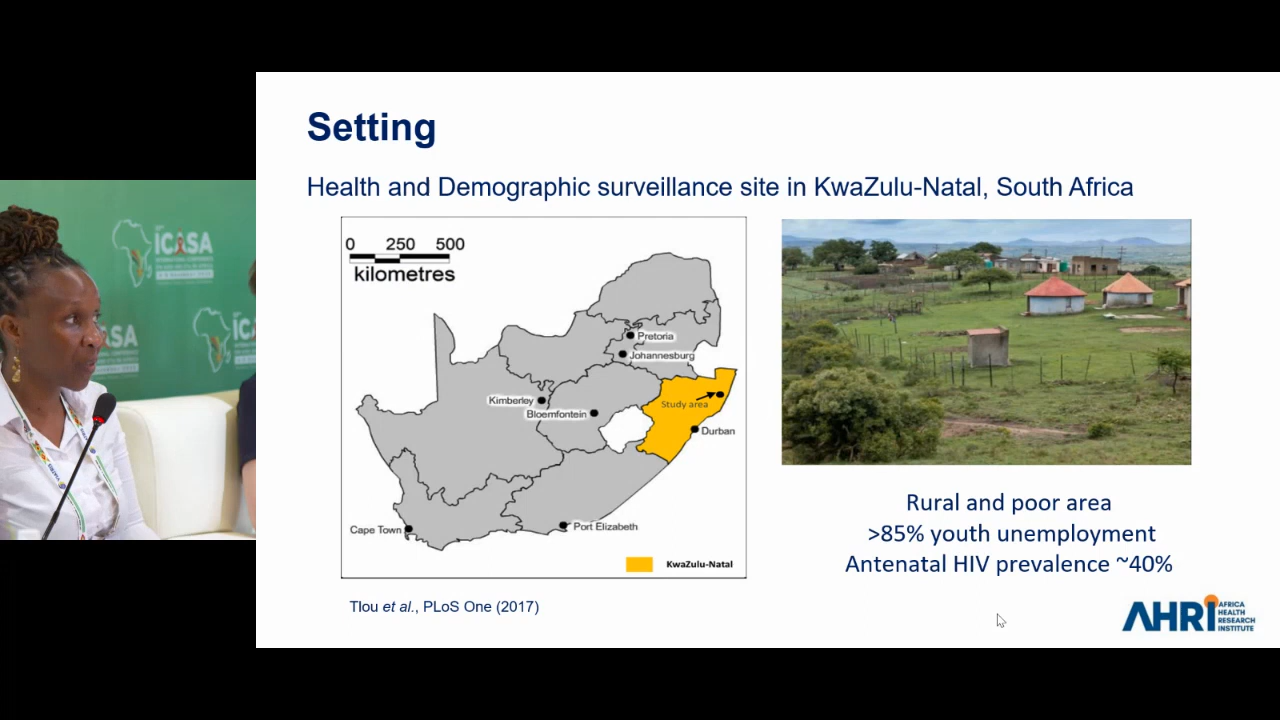 Setting
Health and Demographic surveillance site in KwaZulu-Natal, South Africa
0 250 500
kilometres
Pretoria
Johannesburg
Kimberley
Bloemfontein
Study area
Durban
Cape Town
Port Elizabeth
KwaZulu-Natal
Tlou et al., PLoS One (2017)
Rural and poor area
>85% youth unemployment
Antenatal HIV prevalence ~40%
AHRI
AFRICA
HEALTH
RESEARCH
INSTITUTE
ICASA